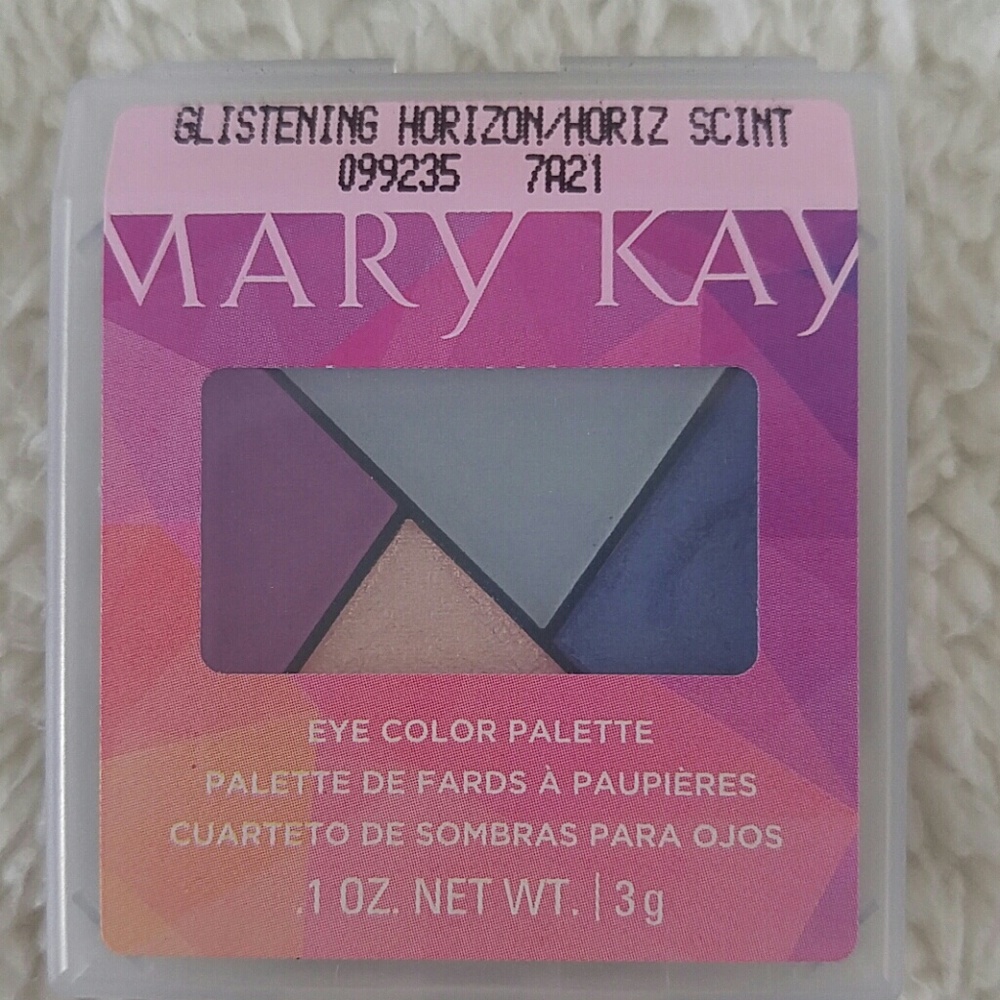 GLISTENING HORIZON/HORIZ SCINT
099235 7A21
MARY KAY
EYE COLOR PALETTE
PALETTE DE FARDS À PAUPIÈRES
CUARTETO DE SOMBRAS PARA OJOS
.1 OZ. NET WT. | 3 g